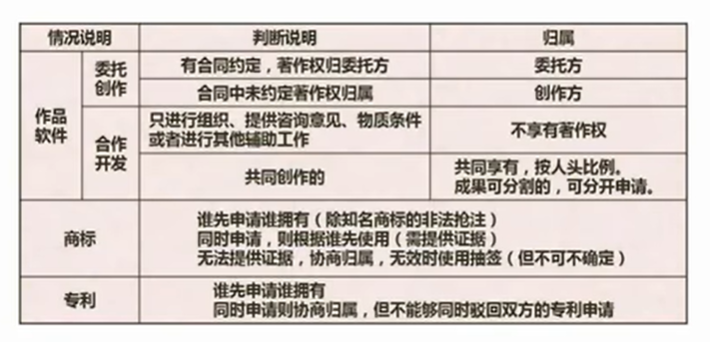 情况说明 判断说明 归属
作品
软件
委托
创作
有合同约定，著作权归委托方 委托方
合同中未约定著作权归属 创作方
合作
开发
只进行组织、提供咨询意见、物质条件
或者进行其他辅助工作
不享有著作权
共同创作的
共同享有，按人头比例。
成果可分割的，可分开申请。
商标
谁先申请谁拥有（除知名商标的非法抢注）
同时申请，则根据谁先使用（需提供证据）
无法提供证据，协商归属，无效时使用抽签（但不可不确定）
专利
谁先申请谁拥有
同时申请则协商归属，但不能够同时驳回双方的专利申请